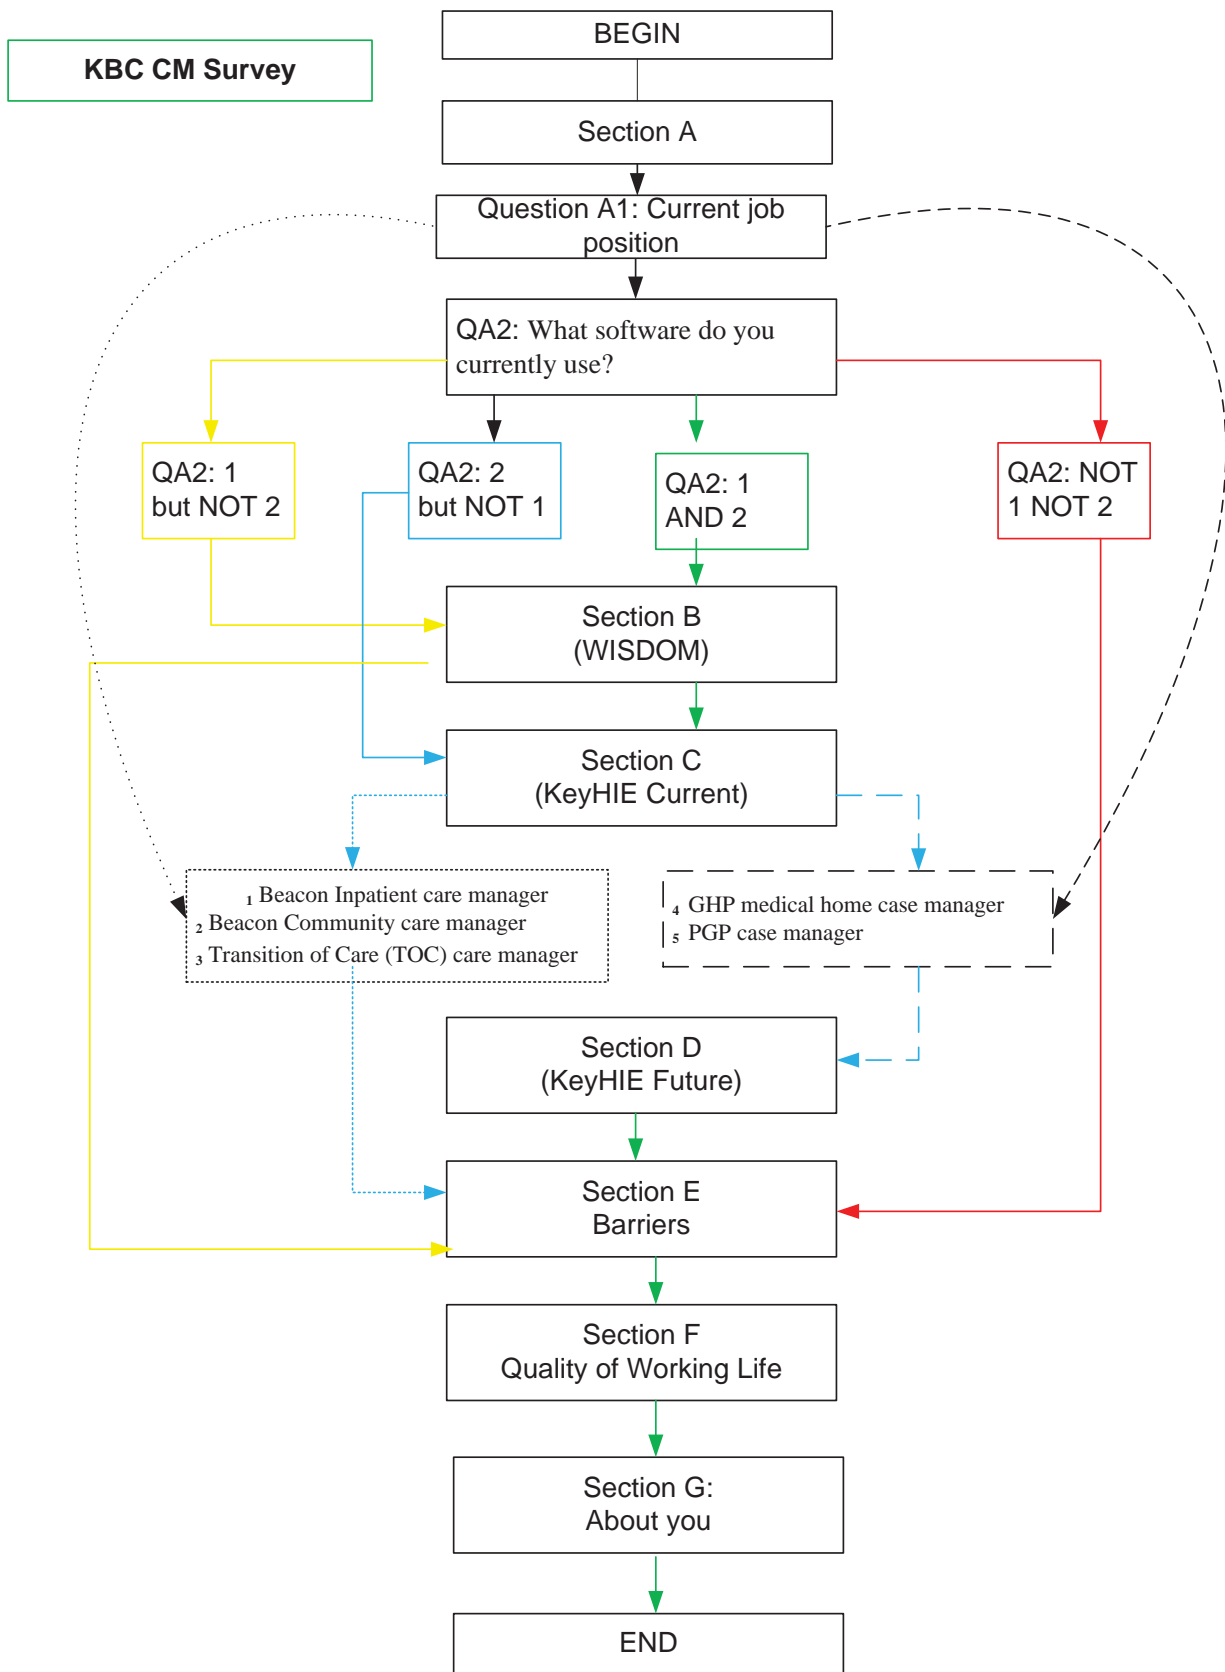 BEGIN
KBC CM Survey
Section A
Question A1: Current job
position
QA2: What software do you
currently use?
QA2: 1
but NOT 2
QA2: 2
but NOT 1
QA2: 1
AND 2
QA2: NOT
1 NOT 2
Section B
(WISDOM)
Section C
(KeyHIE Current)
1 Beacon Inpatient care manager
2 Beacon Community care manager
3 Transition of Care (TOC) care manager
4 GHP medical home case manager
5 PGP case manager
Section D
(KeyHIE Future)
Section E
Barriers
Section F
Quality of Working Life
Section G:
About you
END